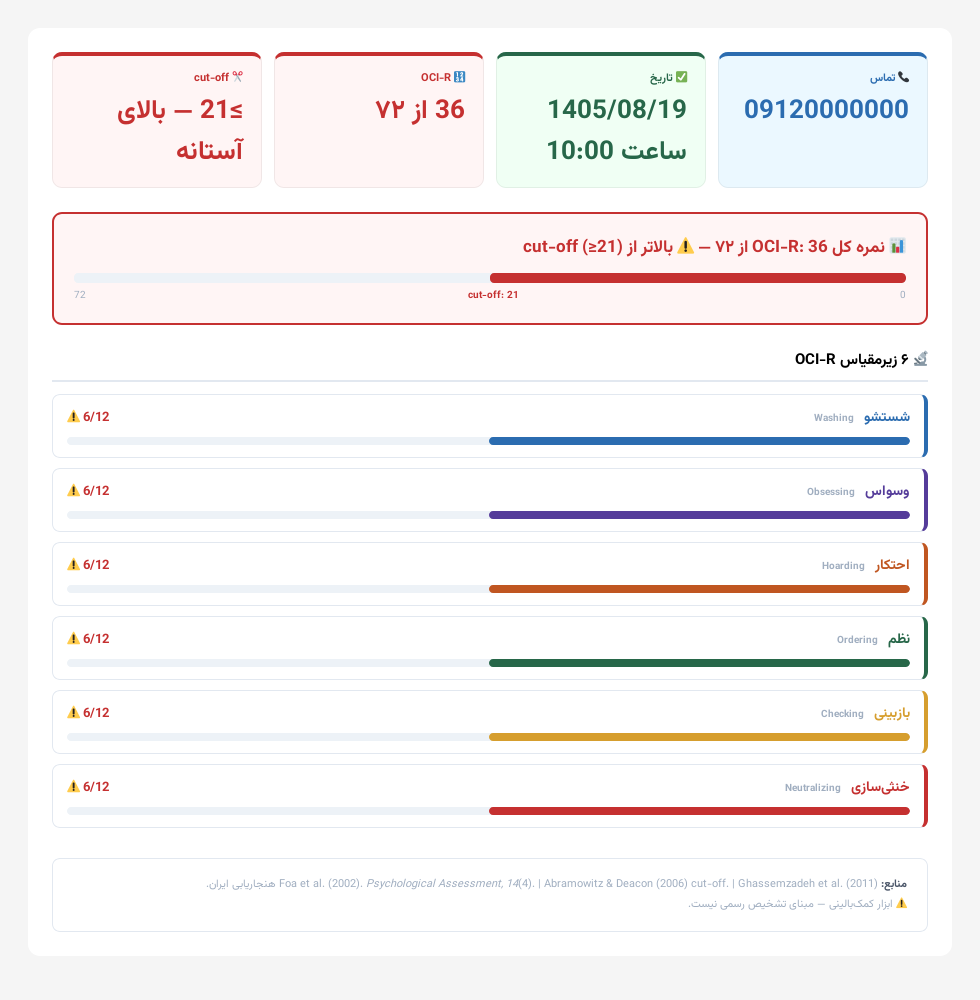 📞 تماس
09120000000
✅ تاریخ
1405/08/19
ساعت 10:00
🔢 OCI-R
36 از ۷۲
✂️ cut-off
≥21 — بالای
آستانه
📊 نمره کل OCI-R: 36 از ۷۲ — ⚠️ بالاتر از cut-off (≥21)
0
cut-off: 21
72
🔬 ۶ زیرمقیاس OCI-R
شستشو Washing 6/12 ⚠️
وسواس Obsessing 6/12 ⚠️
احتکار Hoarding 6/12 ⚠️
نظم Ordering 6/12 ⚠️
بازبینی Checking 6/12 ⚠️
خنثی‌سازی Neutralizing 6/12 ⚠️
منابع: Foa et al. (2002). Psychological Assessment, 14(4). | Abramowitz & Deacon (2006) cut-off. | Ghassemzadeh et al. (2011) هنجاریابی ایران.
⚠️ ابزار کمک‌بالینی — مبنای تشخیص رسمی نیست.